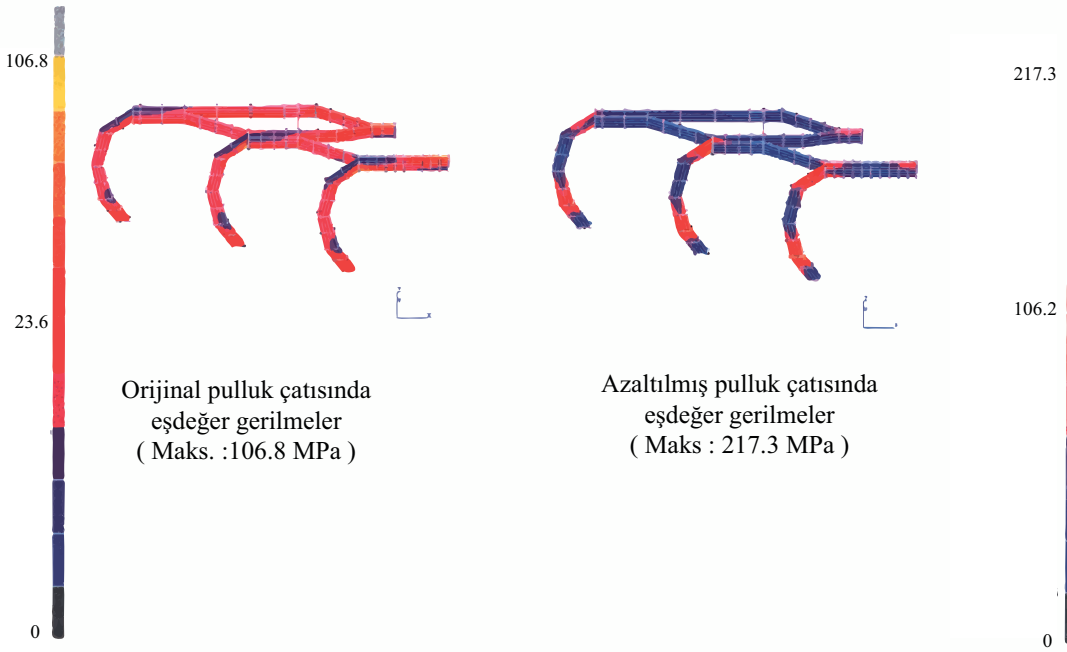 106.8
23.6
0
Orijinal pulluk çatısında
eşdeğer gerilmeler
( Maks. :106.8 MPa )
Azaltılmış pulluk çatısında
eşdeğer gerilmeler
( Maks : 217.3 MPa )
217.3
106.2
0